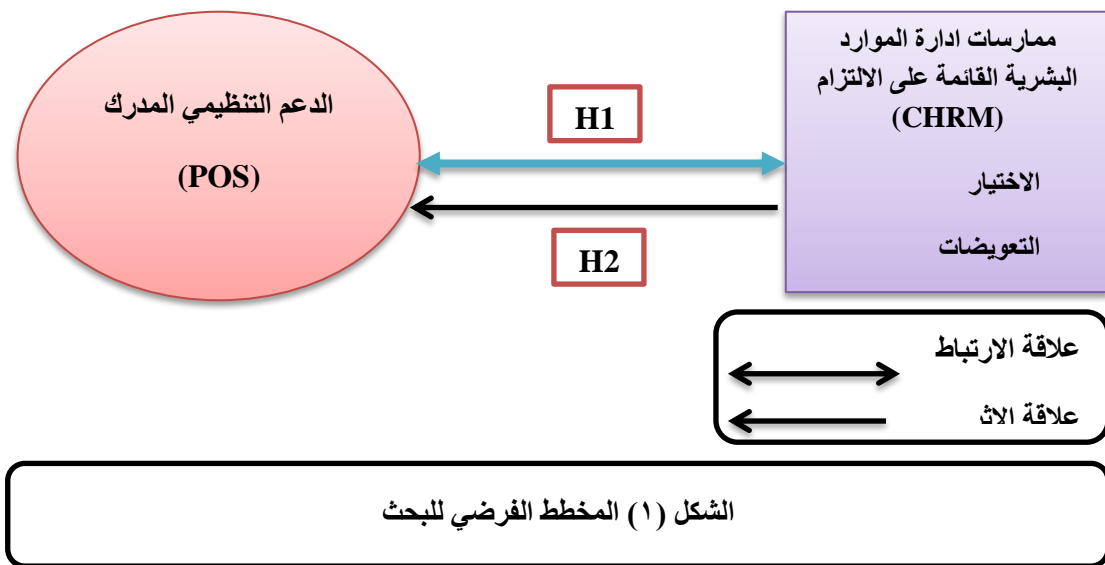 ممارسات ادارة الموارد
البشرية القائمة على الالتزام
(CHRM)
الاختيار
التعويضات
H1
H2
الدعم التنظيمي المدرك
(POS)
علاقة الارتباط
علاقة
الشكل (١) المخطط الفرضي للبحث